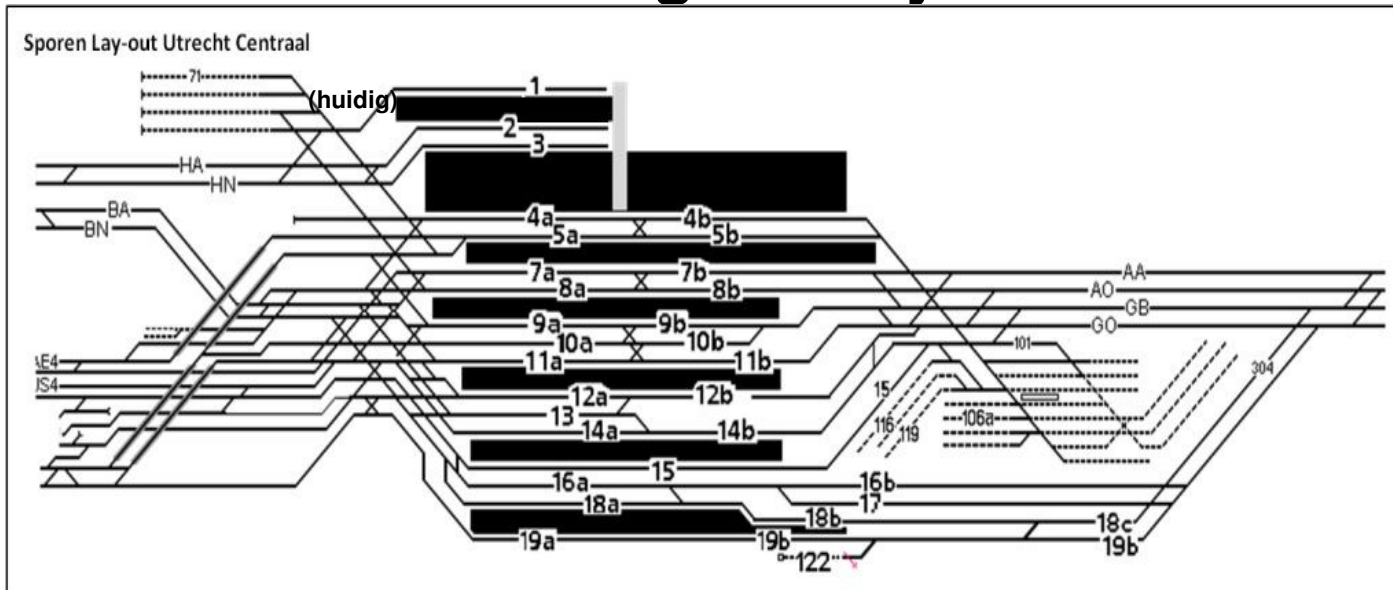 Sporen Lay-out Utrecht Centraal
71
(huidig)
1
2
3
HA
HN
BA
BN
4a 4b
5a 5b
7a 7b
8a 8b
9a 9b
10a 10b
11a 11b
12a 12b
13
14a 14b
15
16a 16b
17
18a 18b 18c
19a 19b 19b
122
AA
AO
GB
GO
101
304
15
116
119
106a
AE4
US4